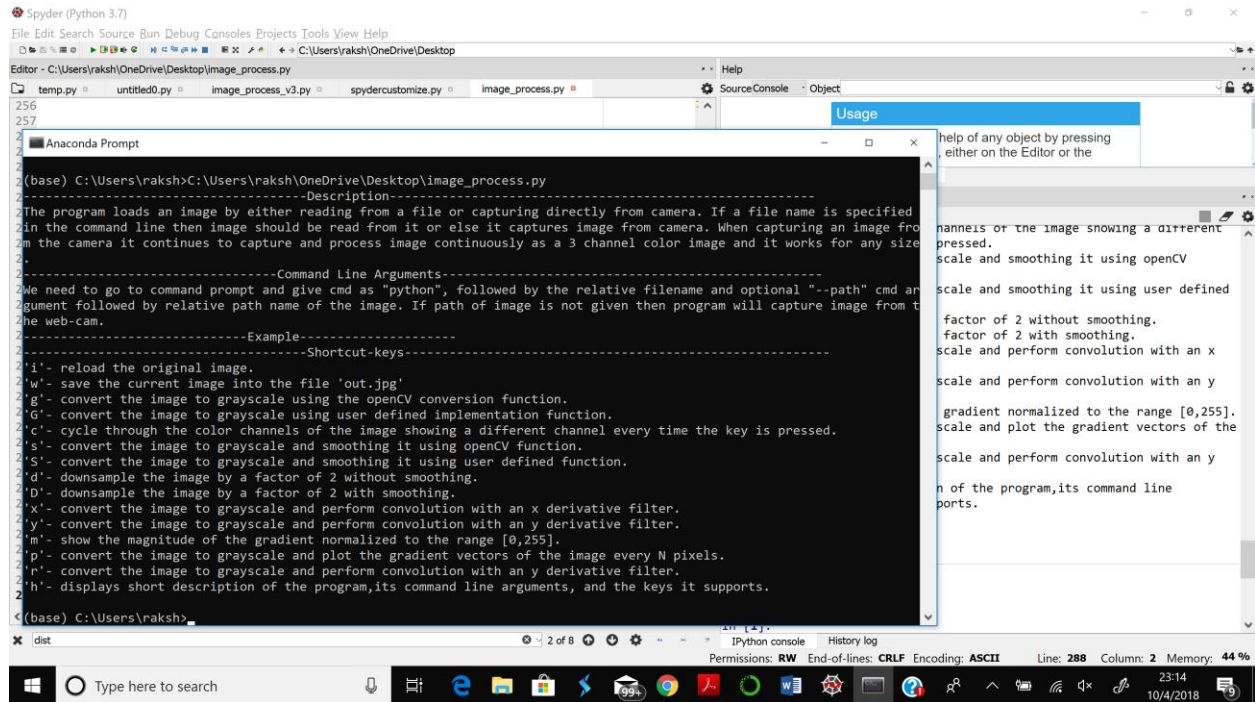 Spyder (Python 3.7)
File Edit Search Source Run Debug Consoles Projects Tools View Help
C:\Users\raksh\OneDrive\Desktop
Editor - C:\Users\raksh\OneDrive\Desktop\image_process.py
temp.py untitled0.py image_process_v3.py spydercustomize.py image_process.py
256
257
Anaconda Prompt
(base) C:\Users\raksh>C:\Users\raksh\OneDrive\Desktop\image_process.py
--------------------------------------Description---------------------------------------------------------
The program loads an image by either reading from a file or capturing directly from camera. If a file name is specified
in the command line then image should be read from it or else it captures image from camera. When capturing an image fro
m the camera it continues to capture and process image continuously as a 3 channel color image and it works for any size
.
----------------------------------Command Line Arguments---------------------------------------------------
We need to go to command prompt and give cmd as "python", followed by the relative filename and optional "--path" cmd ar
gument followed by relative path name of the image. If path of image is not given then program will capture image from t
he web-cam.
------------------------------Example---------------------
--------------------------------------Shortcut-keys---------------------------------------------------------
'i'- reload the original image.
'w'- save the current image into the file 'out.jpg'
'g'- convert the image to grayscale using the openCV conversion function.
'G'- convert the image to grayscale using user defined implementation function.
'c'- cycle through the color channels of the image showing a different channel every time the key is pressed.
's'- convert the image to grayscale and smoothing it using openCV function.
'S'- convert the image to grayscale and smoothing it using user defined function.
'd'- downsample the image by a factor of 2 without smoothing.
'D'- downsample the image by a factor of 2 with smoothing.
'x'- convert the image to grayscale and perform convolution with an x derivative filter.
'y'- convert the image to grayscale and perform convolution with an y derivative filter.
'm'- show the magnitude of the gradient normalized to the range [0,255].
'p'- convert the image to grayscale and plot the gradient vectors of the image every N pixels.
'r'- convert the image to grayscale and perform convolution with an y derivative filter.
'h'- displays short description of the program,its command line arguments, and the keys it supports.
(base) C:\Users\raksh>
Help
Source Console Object
Usage
help of any object by pressing
, either on the Editor or the
hannels of the image showing a different
pressed.
scale and smoothing it using openCV
scale and smoothing it using user defined
factor of 2 without smoothing.
factor of 2 with smoothing.
scale and perform convolution with an x
scale and perform convolution with an y
gradient normalized to the range [0,255].
scale and plot the gradient vectors of the
scale and perform convolution with an y
n of the program,its command line
ports.
In [1]:
dist 2 of 8
IPython console History log
Permissions: RW End-of-lines: CRLF Encoding: ASCII Line: 288 Column: 2 Memory: 44 %
Type here to search
99+
23:14
10/4/2018
9